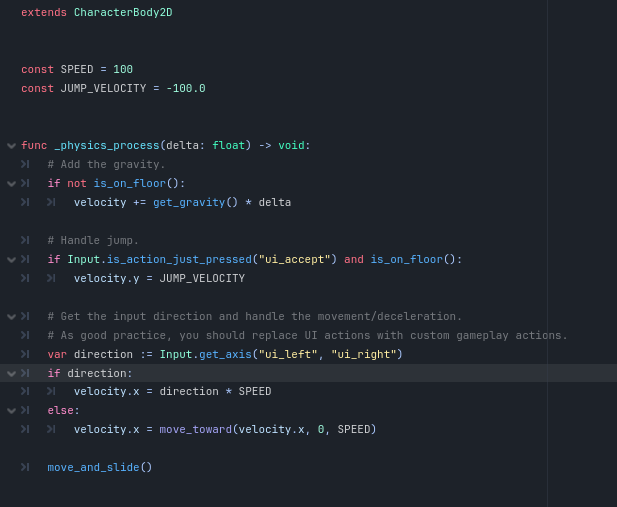 extends CharacterBody2D
const SPEED = 100
const JUMP_VELOCITY = -100.0
func _physics_process(delta: float) -> void:
# Add the gravity.
if not is_on_floor():
velocity += get_gravity() * delta
# Handle jump.
if Input.is_action_just_pressed("ui_accept") and is_on_floor():
velocity.y = JUMP_VELOCITY
# Get the input direction and handle the movement/deceleration.
# As good practice, you should replace UI actions with custom gameplay actions.
var direction := Input.get_axis("ui_left", "ui_right")
if direction:
velocity.x = direction * SPEED
else:
velocity.x = move_toward(velocity.x, 0, SPEED)
move_and_slide()